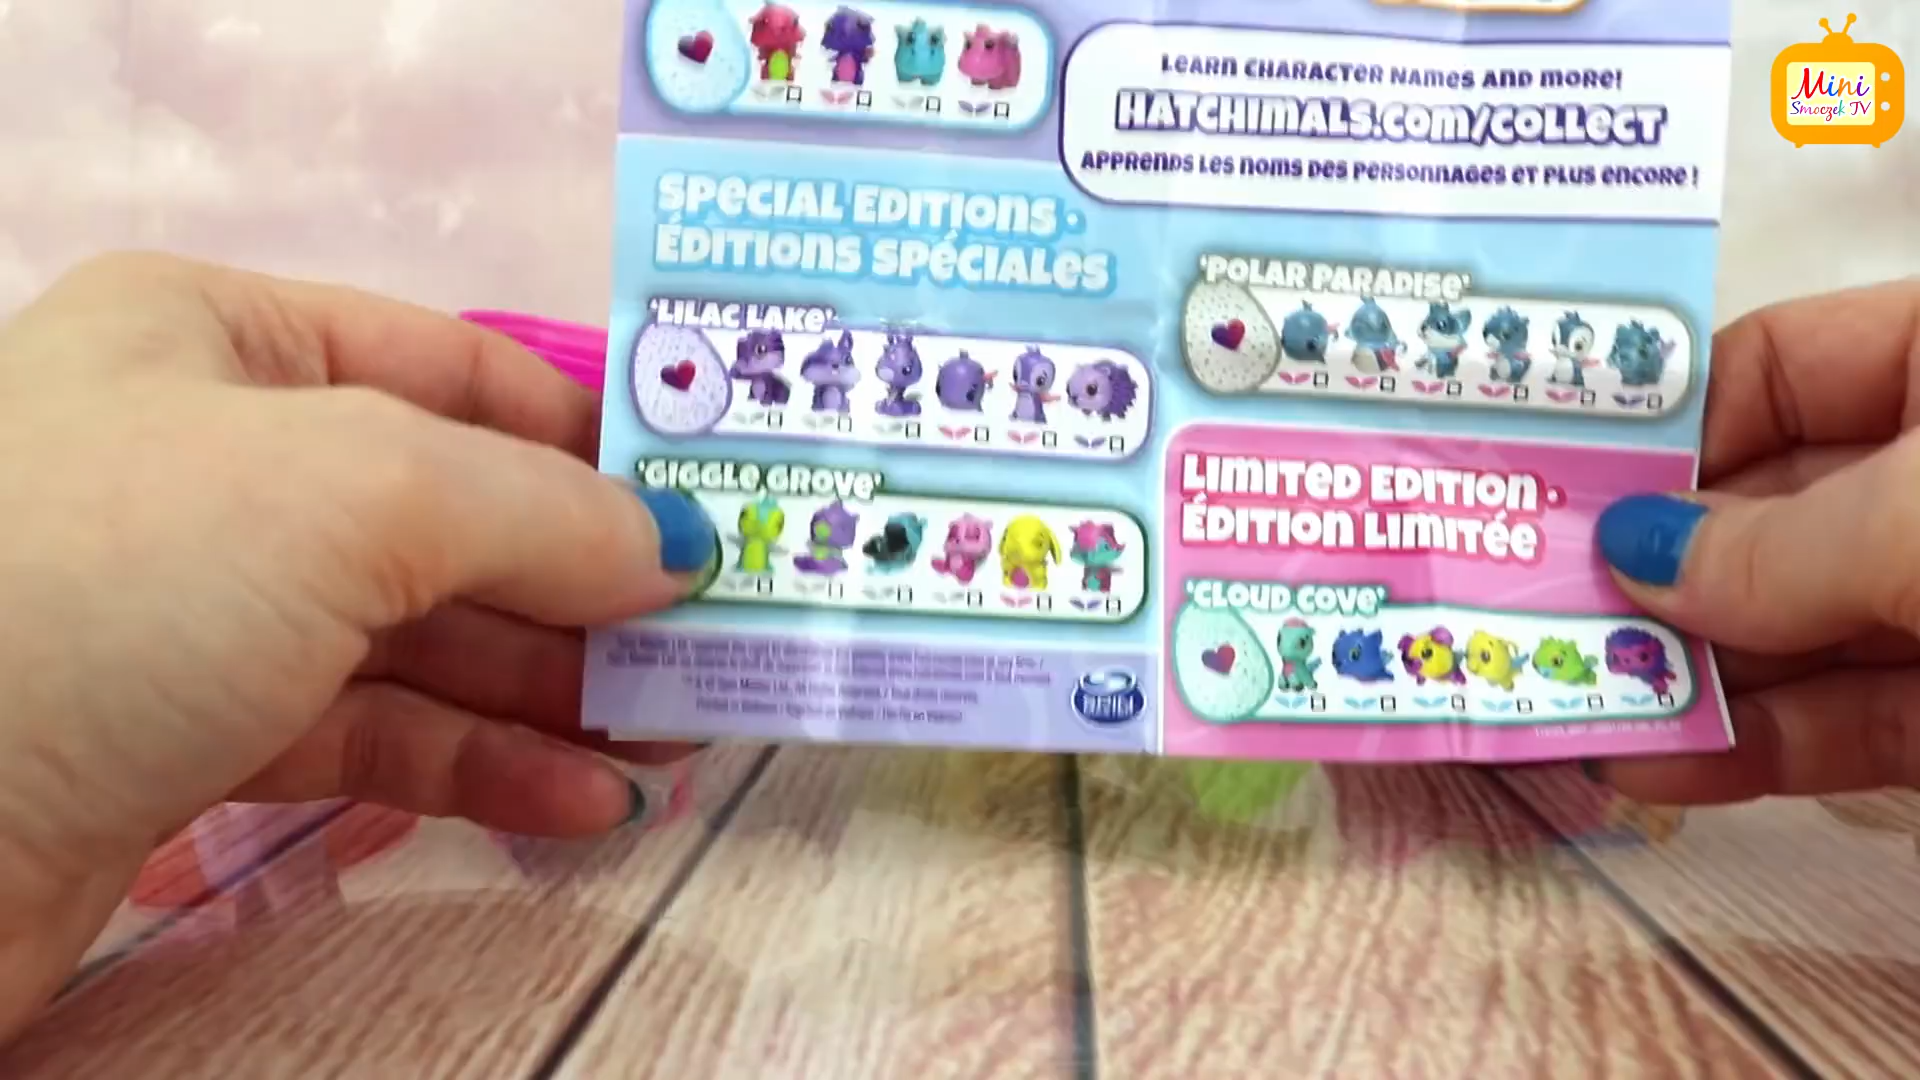 LEARN CHARACTER NAMES AND MORE!
HATCHIMALS.COM/COLLECT
APPRENDS LES NOMS DES PERSONNAGES ET PLUS ENCORE !
SPECIAL EDITIONS •
ÉDITIONS SPÉCIALES
'LILAC LAKE'
'GIGGLE GROVE'
'POLAR PARADISE'
LIMITED EDITION •
ÉDITION LIMITÉE
'CLOUD COVE'
Mini
Smoczek TV